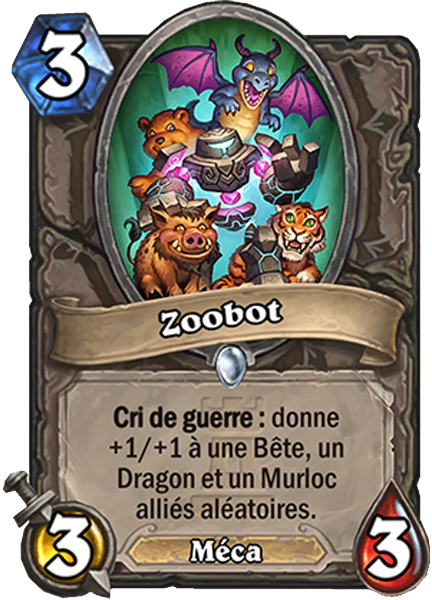 3
Zoobot
Cri de guerre : donne
+1/+1 à une Bête, un
Dragon et un Murloc
alliés aléatoires.
3
Méca
3